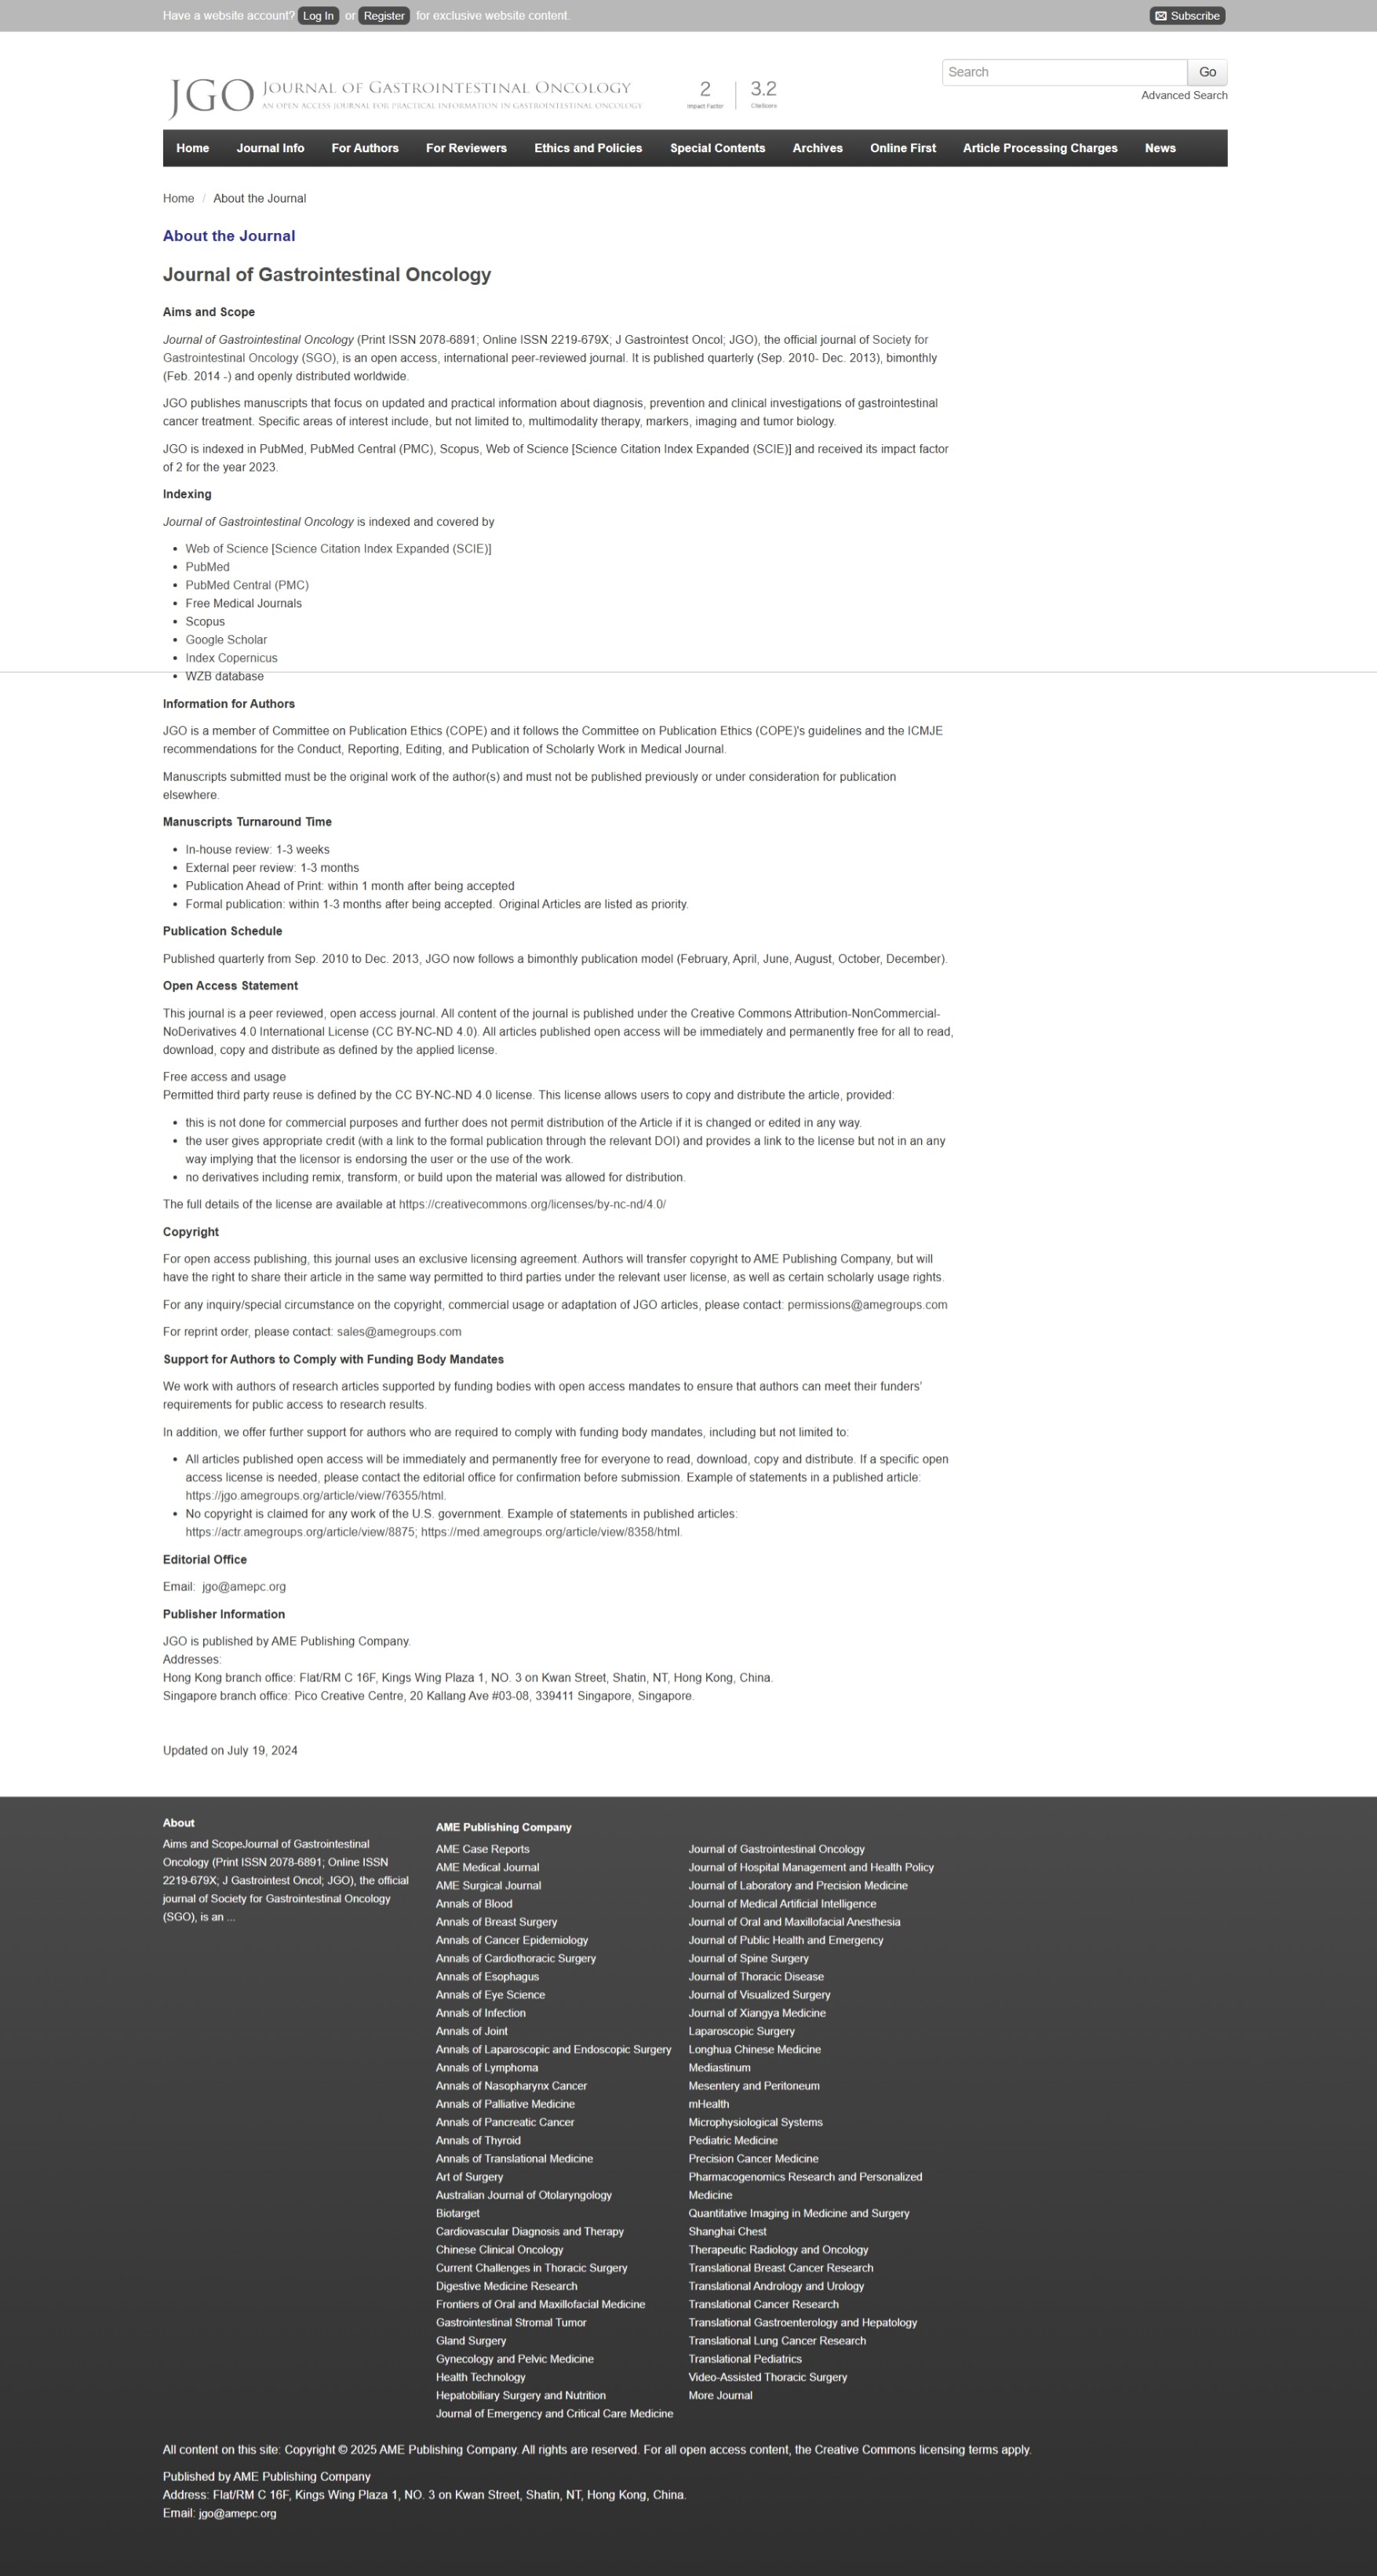 Have a website account? Log In or Register for exclusive website content.
Subscribe
JGO JOURNAL OF GASTROINTESTINAL ONCOLOGY
AN OPEN ACCESS JOURNAL FOR PRACTICAL INFORMATION IN GASTROINTESTINAL ONCOLOGY
2
Impact Factor
3.2
CiteScore
Search
Go
Advanced Search
Home Journal Info For Authors For Reviewers Ethics and Policies Special Contents Archives Online First Article Processing Charges News
Home / About the Journal
About the Journal
Journal of Gastrointestinal Oncology
Aims and Scope
Journal of Gastrointestinal Oncology (Print ISSN 2078-6891; Online ISSN 2219-679X; J Gastrointest Oncol; JGO), the official journal of Society for
Gastrointestinal Oncology (SGO), is an open access, international peer-reviewed journal. It is published quarterly (Sep. 2010- Dec. 2013), bimonthly
(Feb. 2014 -) and openly distributed worldwide.
JGO publishes manuscripts that focus on updated and practical information about diagnosis, prevention and clinical investigations of gastrointestinal
cancer treatment. Specific areas of interest include, but not limited to, multimodality therapy, markers, imaging and tumor biology.
JGO is indexed in PubMed, PubMed Central (PMC), Scopus, Web of Science [Science Citation Index Expanded (SCIE)] and received its impact factor
of 2 for the year 2023.
Indexing
Journal of Gastrointestinal Oncology is indexed and covered by
• Web of Science [Science Citation Index Expanded (SCIE)]
• PubMed
• PubMed Central (PMC)
• Free Medical Journals
• Scopus
• Google Scholar
• Index Copernicus
• WZB database
Information for Authors
JGO is a member of Committee on Publication Ethics (COPE) and it follows the Committee on Publication Ethics (COPE)'s guidelines and the ICMJE
recommendations for the Conduct, Reporting, Editing, and Publication of Scholarly Work in Medical Journal.
Manuscripts submitted must be the original work of the author(s) and must not be published previously or under consideration for publication
elsewhere.
Manuscripts Turnaround Time
• In-house review: 1-3 weeks
• External peer review: 1-3 months
• Publication Ahead of Print: within 1 month after being accepted
• Formal publication: within 1-3 months after being accepted. Original Articles are listed as priority.
Publication Schedule
Published quarterly from Sep. 2010 to Dec. 2013, JGO now follows a bimonthly publication model (February, April, June, August, October, December).
Open Access Statement
This journal is a peer reviewed, open access journal. All content of the journal is published under the Creative Commons Attribution-NonCommercial-
NoDerivatives 4.0 International License (CC BY-NC-ND 4.0). All articles published open access will be immediately and permanently free for all to read,
download, copy and distribute as defined by the applied license.
Free access and usage
Permitted third party reuse is defined by the CC BY-NC-ND 4.0 license. This license allows users to copy and distribute the article, provided:
• this is not done for commercial purposes and further does not permit distribution of the Article if it is changed or edited in any way.
• the user gives appropriate credit (with a link to the formal publication through the relevant DOI) and provides a link to the license but not in an any
way implying that the licensor is endorsing the user or the use of the work.
• no derivatives including remix, transform, or build upon the material was allowed for distribution.
The full details of the license are available at https://creativecommons.org/licenses/by-nc-nd/4.0/
Copyright
For open access publishing, this journal uses an exclusive licensing agreement. Authors will transfer copyright to AME Publishing Company, but will
have the right to share their article in the same way permitted to third parties under the relevant user license, as well as certain scholarly usage rights.
For any inquiry/special circumstance on the copyright, commercial usage or adaptation of JGO articles, please contact: permissions@amegroups.com
For reprint order, please contact: sales@amegroups.com
Support for Authors to Comply with Funding Body Mandates
We work with authors of research articles supported by funding bodies with open access mandates to ensure that authors can meet their funders'
requirements for public access to research results.
In addition, we offer further support for authors who are required to comply with funding body mandates, including but not limited to:
• All articles published open access will be immediately and permanently free for everyone to read, download, copy and distribute. If a specific open
access license is needed, please contact the editorial office for confirmation before submission. Example of statements in a published article:
https://jgo.amegroups.org/article/view/76355/html.
• No copyright is claimed for any work of the U.S. government. Example of statements in published articles:
https://actr.amegroups.org/article/view/8875; https://med.amegroups.org/article/view/8358/html.
Editorial Office
Email: jgo@amepc.org
Publisher Information
JGO is published by AME Publishing Company.
Addresses:
Hong Kong branch office: Flat/RM C 16F, Kings Wing Plaza 1, NO. 3 on Kwan Street, Shatin, NT, Hong Kong, China.
Singapore branch office: Pico Creative Centre, 20 Kallang Ave #03-08, 339411 Singapore, Singapore.
Updated on July 19, 2024
About
Aims and ScopeJournal of Gastrointestinal
Oncology (Print ISSN 2078-6891; Online ISSN
2219-679X; J Gastrointest Oncol; JGO), the official
journal of Society for Gastrointestinal Oncology
(SGO), is an ...
AME Publishing Company
AME Case Reports
AME Medical Journal
AME Surgical Journal
Annals of Blood
Annals of Breast Surgery
Annals of Cancer Epidemiology
Annals of Cardiothoracic Surgery
Annals of Esophagus
Annals of Eye Science
Annals of Infection
Annals of Joint
Annals of Laparoscopic and Endoscopic Surgery
Annals of Lymphoma
Annals of Nasopharynx Cancer
Annals of Palliative Medicine
Annals of Pancreatic Cancer
Annals of Thyroid
Annals of Translational Medicine
Art of Surgery
Australian Journal of Otolaryngology
Biotarget
Cardiovascular Diagnosis and Therapy
Chinese Clinical Oncology
Current Challenges in Thoracic Surgery
Digestive Medicine Research
Frontiers of Oral and Maxillofacial Medicine
Gastrointestinal Stromal Tumor
Gland Surgery
Gynecology and Pelvic Medicine
Health Technology
Hepatobiliary Surgery and Nutrition
Journal of Emergency and Critical Care Medicine
Journal of Gastrointestinal Oncology
Journal of Hospital Management and Health Policy
Journal of Laboratory and Precision Medicine
Journal of Medical Artificial Intelligence
Journal of Oral and Maxillofacial Anesthesia
Journal of Public Health and Emergency
Journal of Spine Surgery
Journal of Thoracic Disease
Journal of Visualized Surgery
Journal of Xiangya Medicine
Laparoscopic Surgery
Longhua Chinese Medicine
Mediastinum
Mesentery and Peritoneum
mHealth
Microphysiological Systems
Pediatric Medicine
Precision Cancer Medicine
Pharmacogenomics Research and Personalized
Medicine
Quantitative Imaging in Medicine and Surgery
Shanghai Chest
Therapeutic Radiology and Oncology
Translational Breast Cancer Research
Translational Andrology and Urology
Translational Cancer Research
Translational Gastroenterology and Hepatology
Translational Lung Cancer Research
Translational Pediatrics
Video-Assisted Thoracic Surgery
More Journal
All content on this site: Copyright © 2025 AME Publishing Company. All rights are reserved. For all open access content, the Creative Commons licensing terms apply.
Published by AME Publishing Company
Address: Flat/RM C 16F, Kings Wing Plaza 1, NO. 3 on Kwan Street, Shatin, NT, Hong Kong, China.
Email: jgo@amepc.org